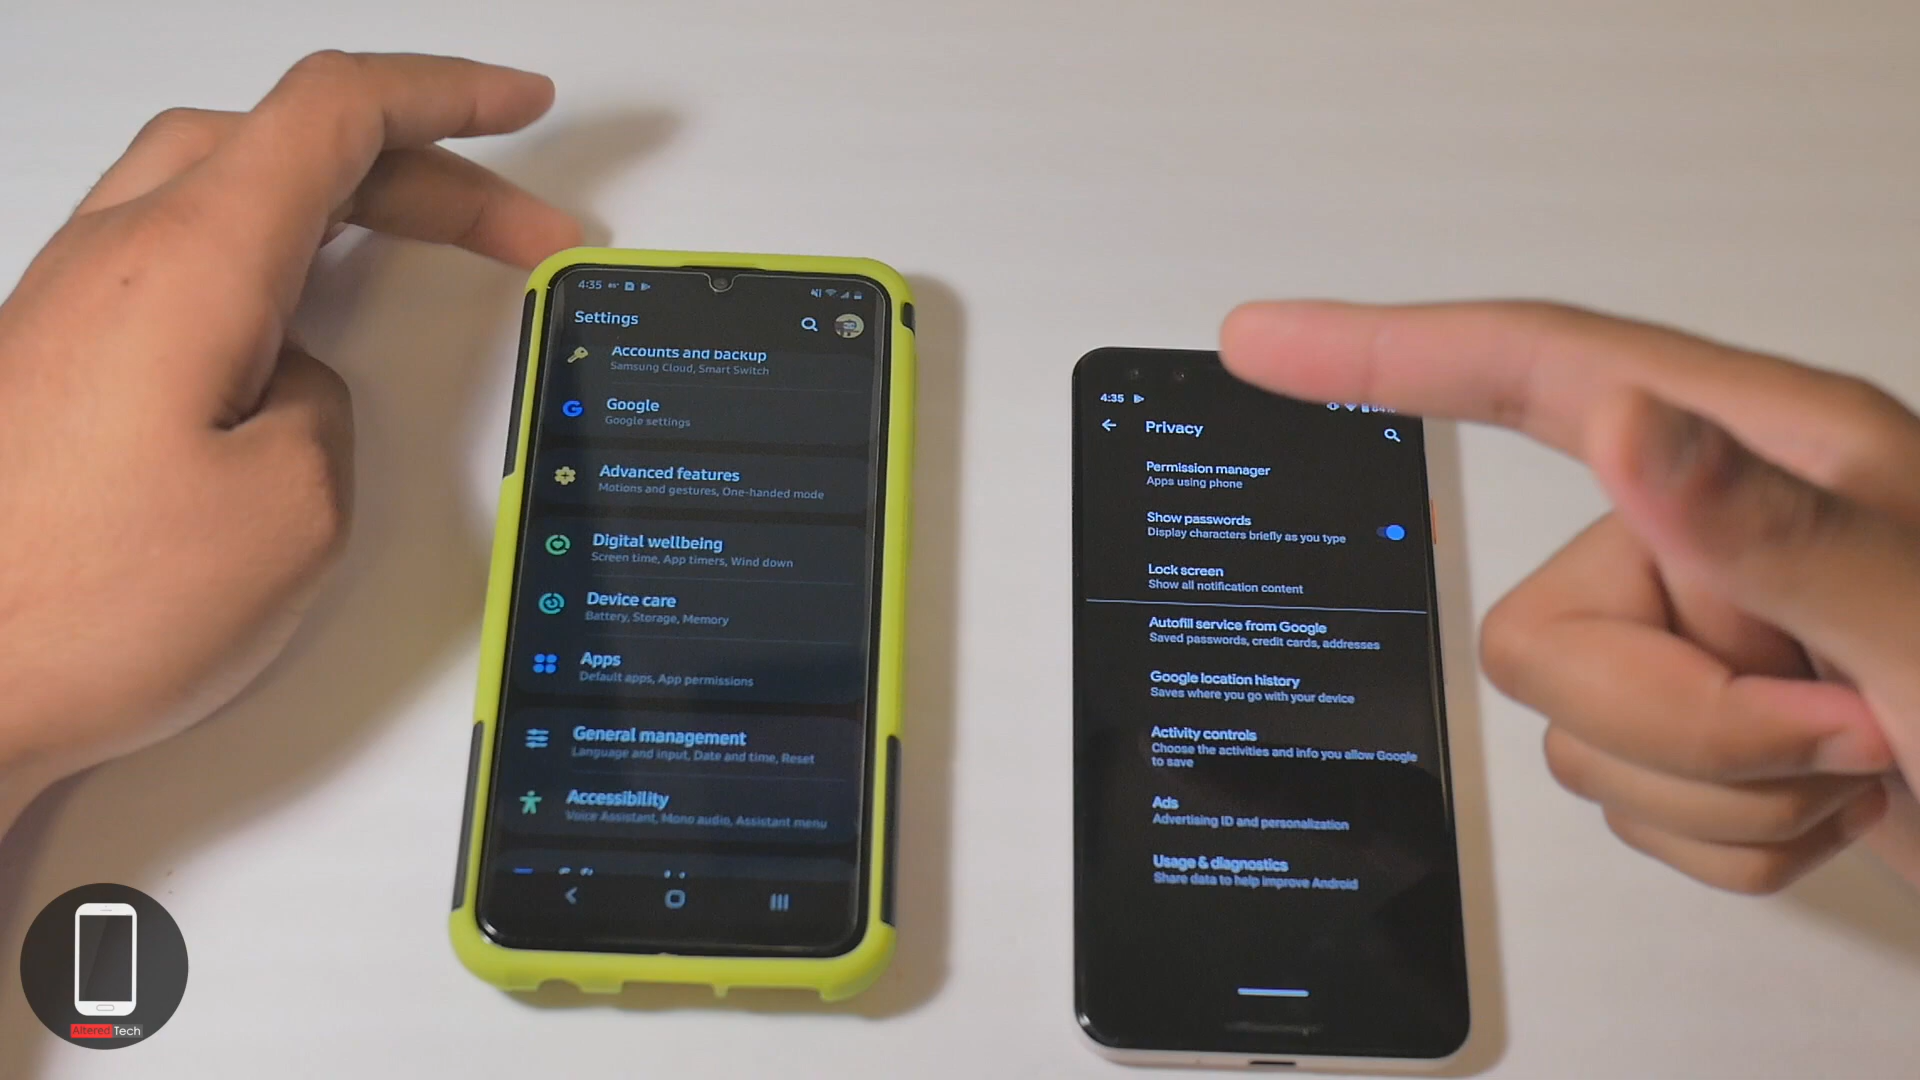 4:35
Settings
Accounts and backup
Samsung Cloud, Smart Switch
Google
Google settings
Advanced features
Motions and gestures, One-handed mode
Digital wellbeing
Screen time, App timers, Wind down
Device care
Battery, Storage, Memory
Apps
Default apps, App permissions
General management
Language and input, Date and time, Reset
Accessibility
Voice Assistant, Mono audio, Assistant menu
4:35
84%
Privacy
Permission manager
Apps using phone
Show passwords
Display characters briefly as you type
Lock screen
Show all notification content
Autofill service from Google
Saved passwords, credit cards, addresses
Google location history
Saves where you go with your device
Activity controls
Choose the activities and info you allow Google
to save
Ads
Advertising ID and personalization
Usage & diagnostics
Share data to help improve Android
Altered Tech